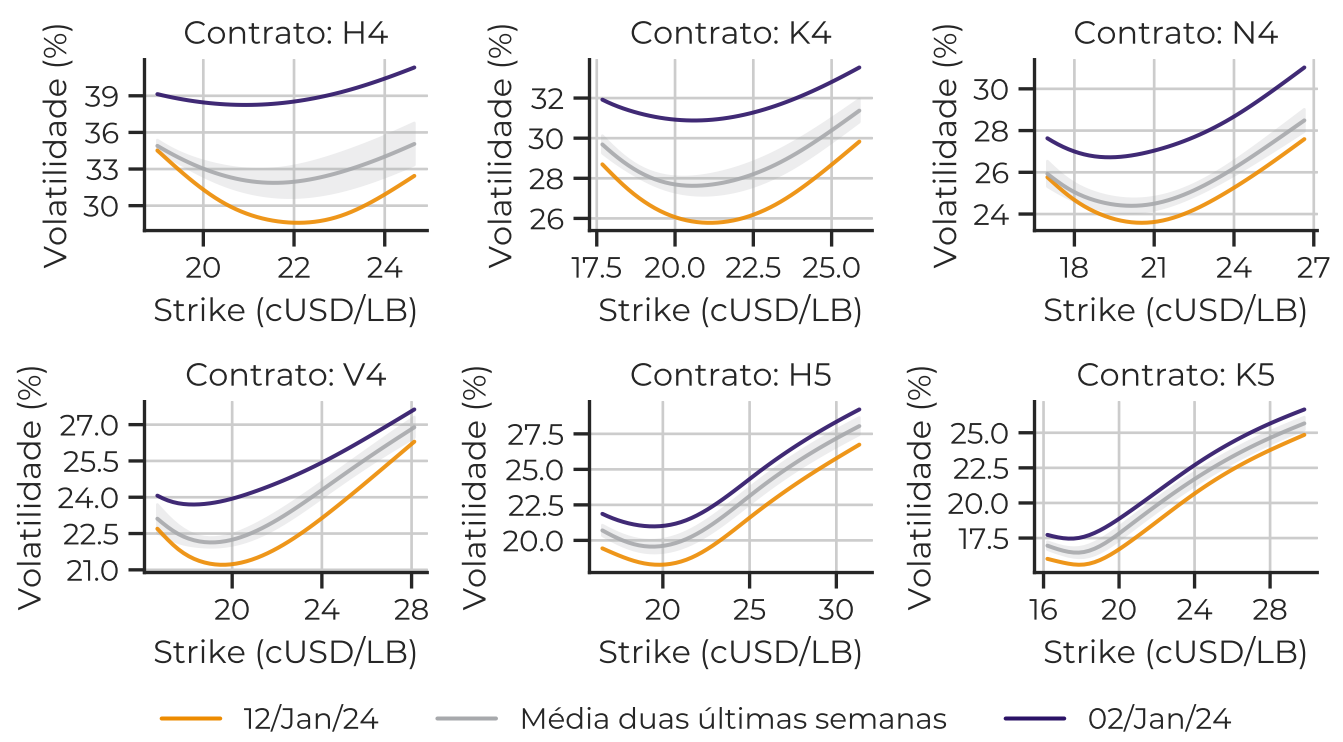 Contrato: H4
Volatilidade (%)
39
36
33
30
20 22 24
Strike (cUSD/LB)
Contrato: K4
Volatilidade (%)
32
30
28
26
17.5 20.0 22.5 25.0
Strike (cUSD/LB)
Contrato: N4
Volatilidade (%)
30
28
26
24
18 21 24 27
Strike (cUSD/LB)
Contrato: V4
Volatilidade (%)
27.0
25.5
24.0
22.5
21.0
20 24 28
Strike (cUSD/LB)
Contrato: H5
Volatilidade (%)
27.5
25.0
22.5
20.0
20 25 30
Strike (cUSD/LB)
Contrato: K5
Volatilidade (%)
25.0
22.5
20.0
17.5
16 20 24 28
Strike (cUSD/LB)
12/Jan/24 Média duas últimas semanas 02/Jan/24